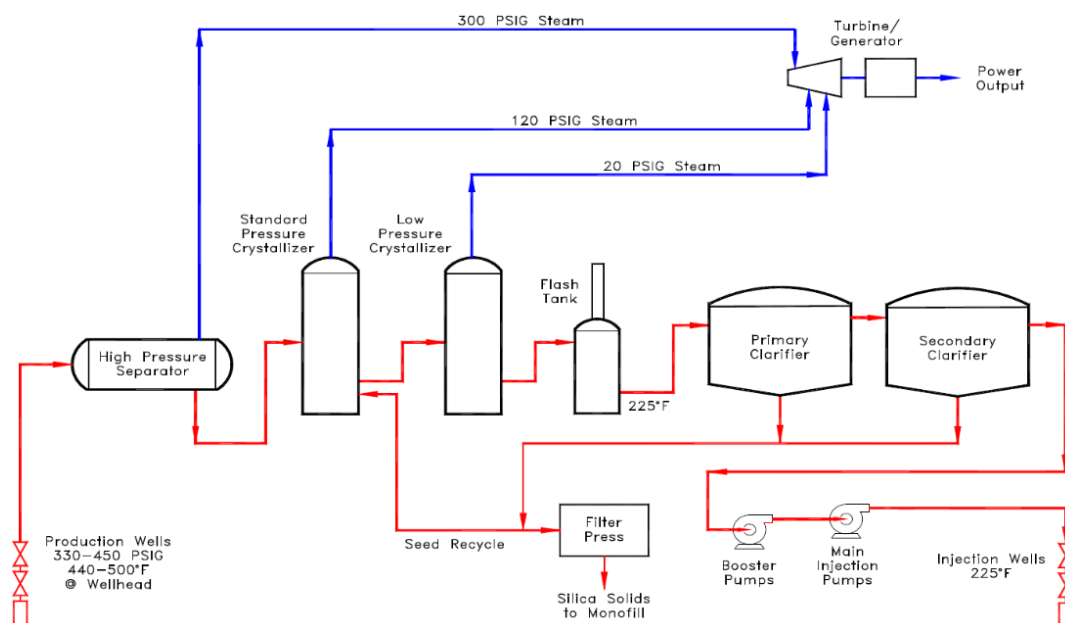 300 PSIG Steam
Turbine/
Generator
Power
Output
120 PSIG Steam
20 PSIG Steam
Standard
Pressure
Crystallizer
Low
Pressure
Crystallizer
Flash
Tank
High Pressure
Separator
Primary
Clarifier
Secondary
Clarifier
225°F
Production Wells
330-450 PSIG
440-500°F
@ Wellhead
Seed Recycle
Filter
Press
Silica Solids
to Monofill
Booster
Pumps
Main
Injection
Pumps
Injection Wells
225°F